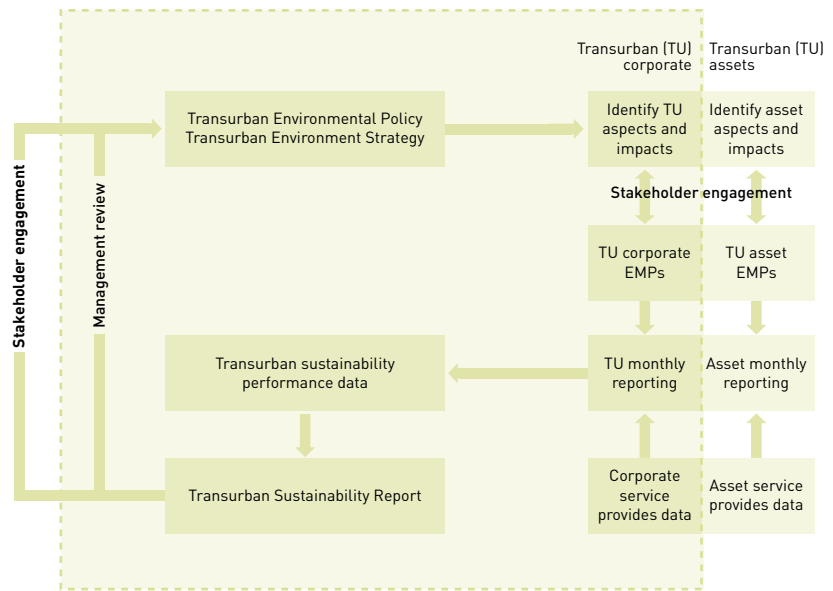 Transurban (TU)
corporate
Transurban (TU)
assets
Transurban Environmental Policy
Transurban Environment Strategy
Identify TU
aspects and
impacts
Identify asset
aspects and
impacts
Stakeholder engagement
Management review
Stakeholder engagement
TU corporate
EMPs
TU asset
EMPs
Transurban sustainability
performance data
TU monthly
reporting
Asset monthly
reporting
Transurban Sustainability Report
Corporate
service
provides data
Asset service
provides data